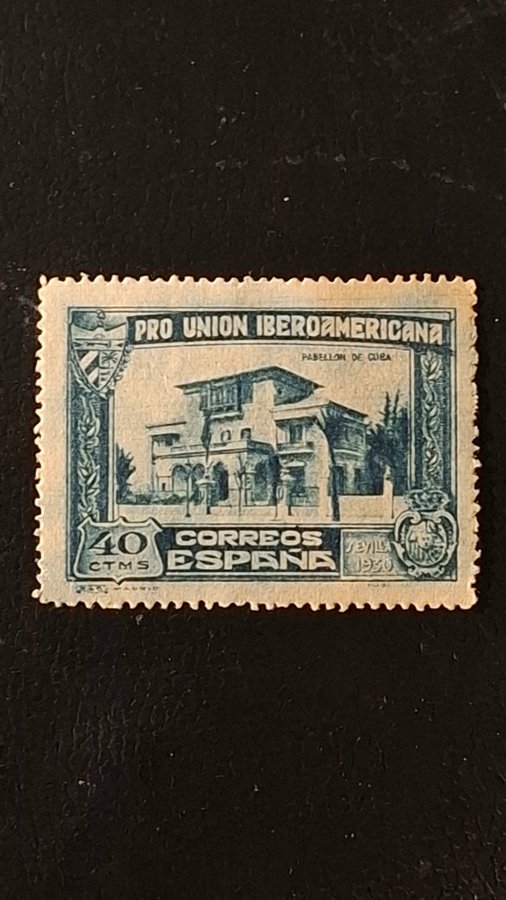 PRO UNION IBEROAMERICANA
PABELLON DE CUBA
40
CTMS
CORREOS
ESPAÑA
SEVILLA
1930